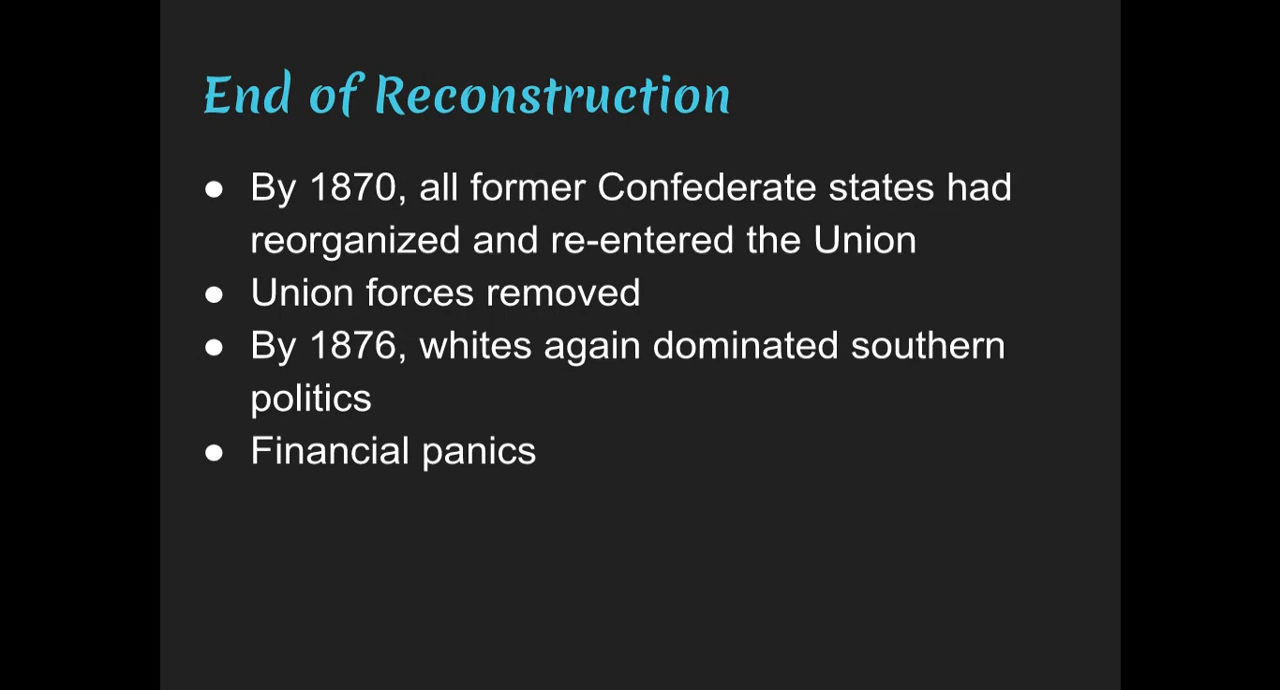 End of Reconstruction
● By 1870, all former Confederate states had
reorganized and re-entered the Union
● Union forces removed
● By 1876, whites again dominated southern
politics
● Financial panics